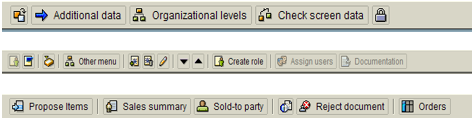 Additional data Organizational levels Check screen data
Other menu Create role Assign users Documentation
Propose Items Sales summary Sold-to party Reject document Orders